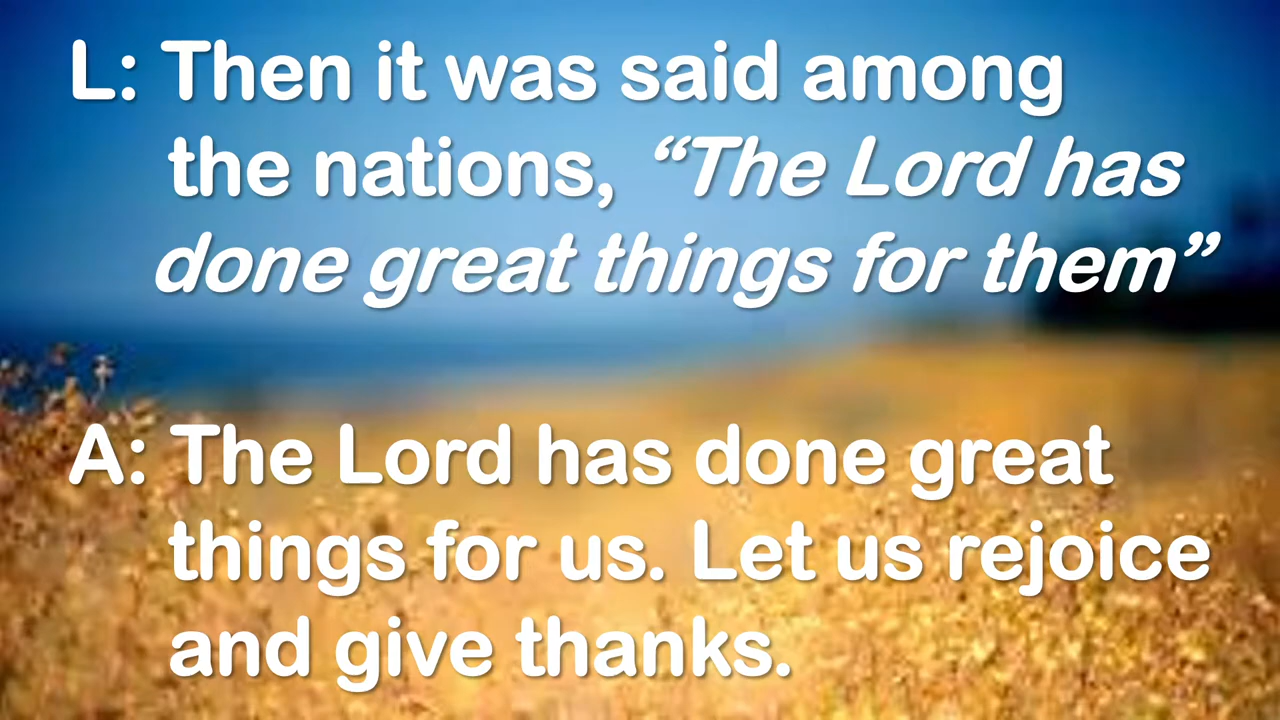 L: Then it was said among
the nations, “The Lord has
done great things for them”
A: The Lord has done great
things for us. Let us rejoice
and give thanks.